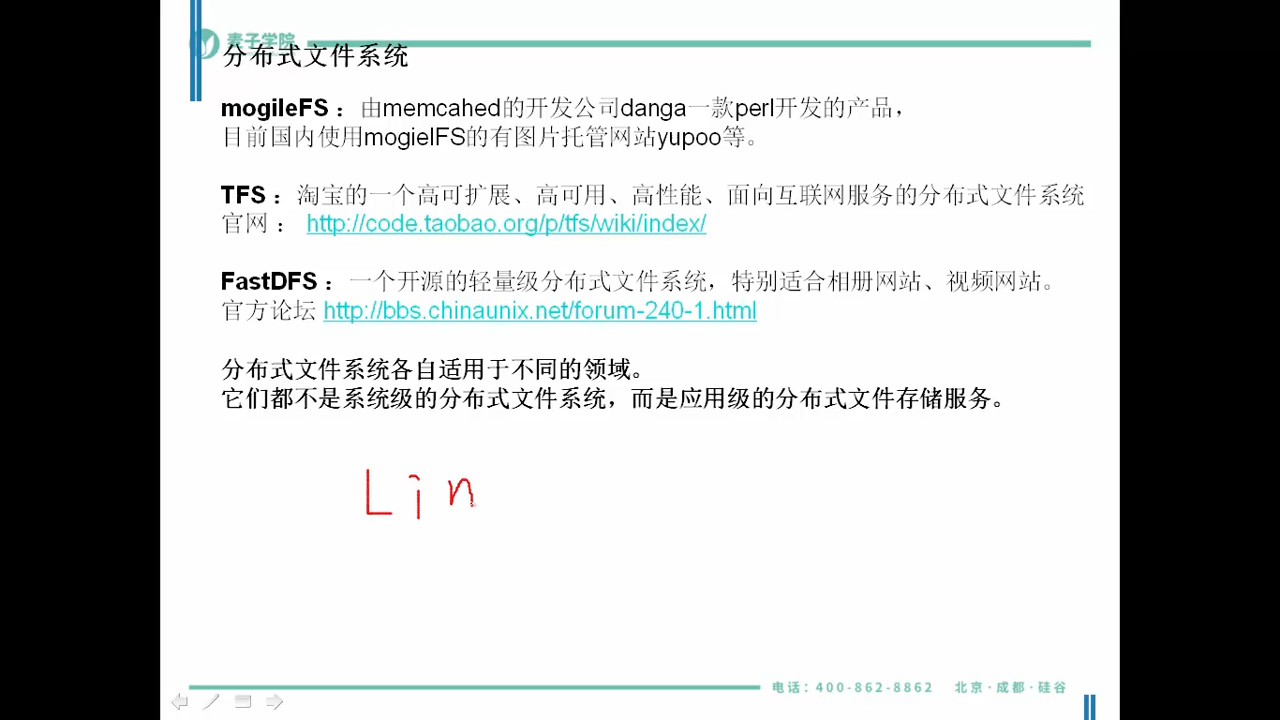 麦子学院
分布式文件系统
mogileFS： 由memcahed的开发公司danga一款perl开发的产品，
目前国内使用mogielFS的有图片托管网站yupoo等。
TFS：淘宝的一个高可扩展、高可用、高性能、面向互联网服务的分布式文件系统
官网： http://code.taobao.org/p/tfs/wiki/index/
FastDFS：一个开源的轻量级分布式文件系统，特别适合相册网站、视频网站。
官方论坛 http://bbs.chinaunix.net/forum-240-1.html
分布式文件系统各自适用于不同的领域。
它们都不是系统级的分布式文件系统，而是应用级的分布式文件存储服务。
Lin
电话：400-862-8862 北京·成都·硅谷